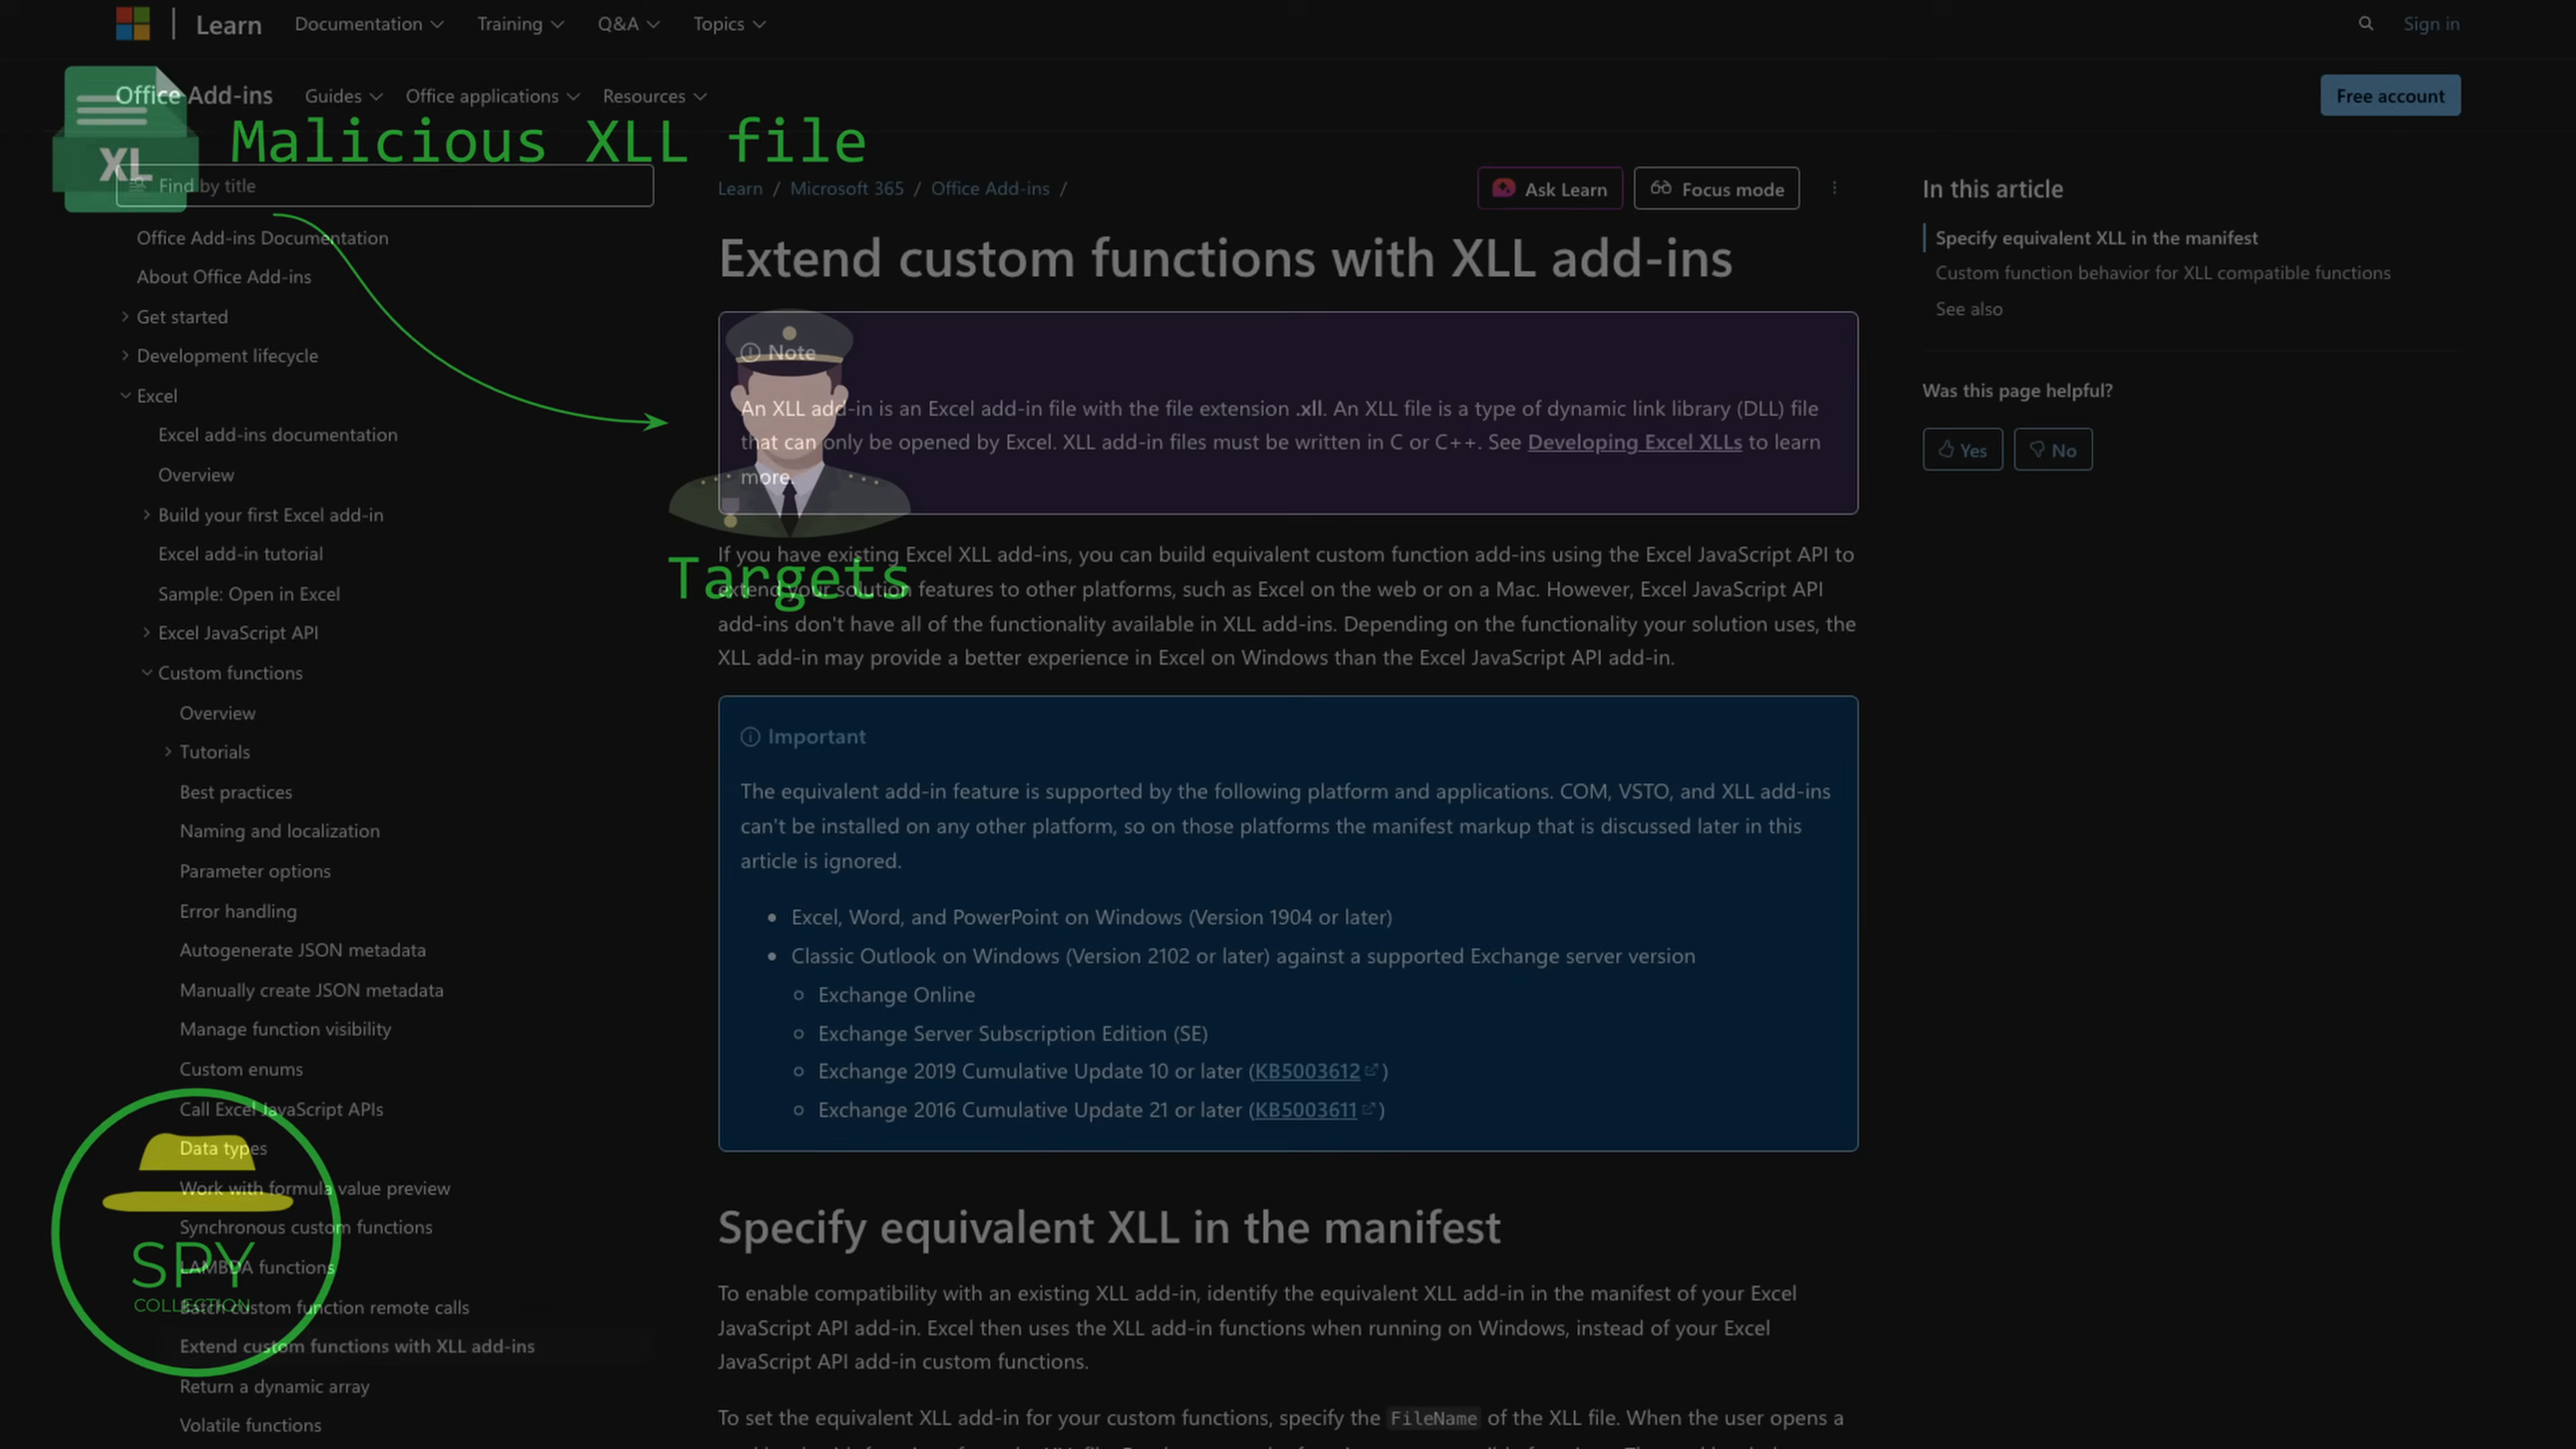 Learn
Documentation
Training
Q&A
Topics
Sign in
Office Add-ins
Guides
Office applications
Resources
Free account
Malicious XLL file
XL
Find by title
Office Add-ins Documentation
About Office Add-ins
Get started
Development lifecycle
Excel
Excel add-ins documentation
Overview
Build your first Excel add-in
Excel add-in tutorial
Sample: Open in Excel
Excel JavaScript API
Custom functions
Overview
Tutorials
Best practices
Naming and localization
Parameter options
Error handling
Autogenerate JSON metadata
Manually create JSON metadata
Manage function visibility
Custom enums
Call Excel JavaScript APIs
Data types
Work with formula value preview
Synchronous custom functions
LAMBDA functions
Batch custom function remote calls
Extend custom functions with XLL add-ins
Return a dynamic array
Volatile functions
SPY
COLLECTION
Learn / Microsoft 365 / Office Add-ins /
Ask Learn
Focus mode
Extend custom functions with XLL add-ins
Note
An XLL add-in is an Excel add-in file with the file extension .xll. An XLL file is a type of dynamic link library (DLL) file
that can only be opened by Excel. XLL add-in files must be written in C or C++. See Developing Excel XLLs to learn
more.
Targets
If you have existing Excel XLL add-ins, you can build equivalent custom function add-ins using the Excel JavaScript API to
extend your solution features to other platforms, such as Excel on the web or on a Mac. However, Excel JavaScript API
add-ins don't have all of the functionality available in XLL add-ins. Depending on the functionality your solution uses, the
XLL add-in may provide a better experience in Excel on Windows than the Excel JavaScript API add-in.
Important
The equivalent add-in feature is supported by the following platform and applications. COM, VSTO, and XLL add-ins
can't be installed on any other platform, so on those platforms the manifest markup that is discussed later in this
article is ignored.
Excel, Word, and PowerPoint on Windows (Version 1904 or later)
Classic Outlook on Windows (Version 2102 or later) against a supported Exchange server version
Exchange Online
Exchange Server Subscription Edition (SE)
Exchange 2019 Cumulative Update 10 or later (KB5003612)
Exchange 2016 Cumulative Update 21 or later (KB5003611)
Specify equivalent XLL in the manifest
To enable compatibility with an existing XLL add-in, identify the equivalent XLL add-in in the manifest of your Excel
JavaScript API add-in. Excel then uses the XLL add-in functions when running on Windows, instead of your Excel
JavaScript API add-in custom functions.
To set the equivalent XLL add-in for your custom functions, specify the FileName of the XLL file. When the user opens a
In this article
Specify equivalent XLL in the manifest
Custom function behavior for XLL compatible functions
See also
Was this page helpful?
Yes
No